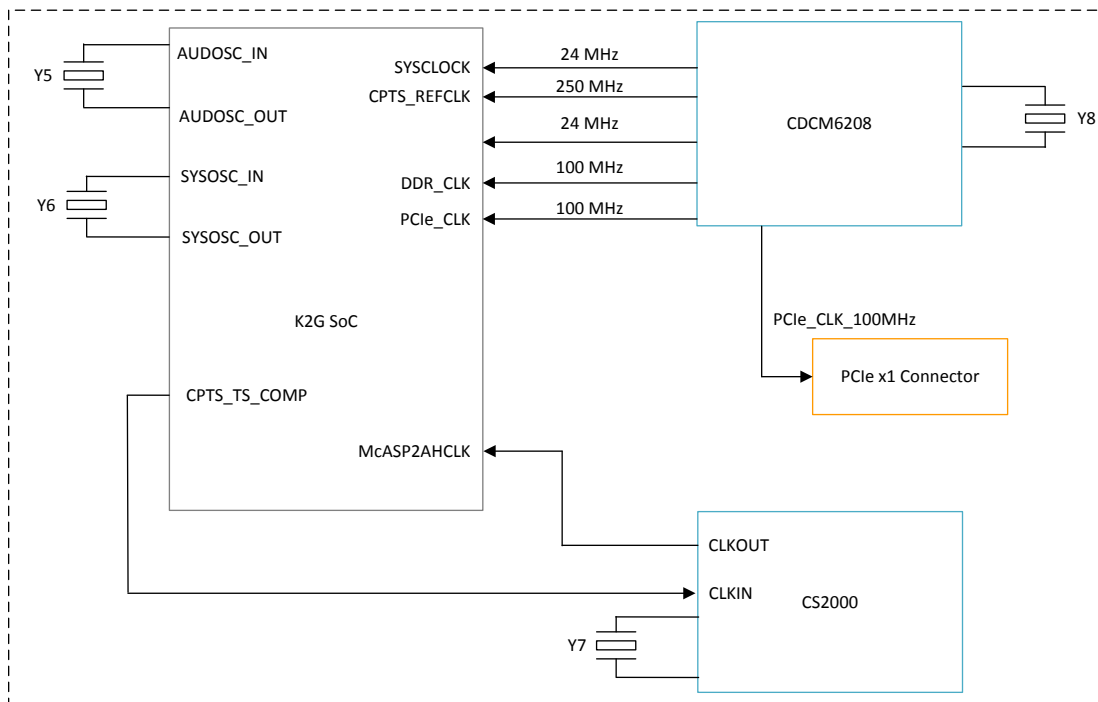 AUDOSC_IN
Y5
AUDOSC_OUT
SYSOSC_IN
Y6
SYSOSC_OUT
SYSCLOCK
24 MHz
CPTS_REFCLK
250 MHz
24 MHz
DDR_CLK
100 MHz
PCIe_CLK
100 MHz
CDCM6208
Y8
K2G SoC
PCIe_CLK_100MHz
PCIe x1 Connector
CPTS_TS_COMP
McASP2AHCLK
CLKOUT
CLKIN
CS2000
Y7